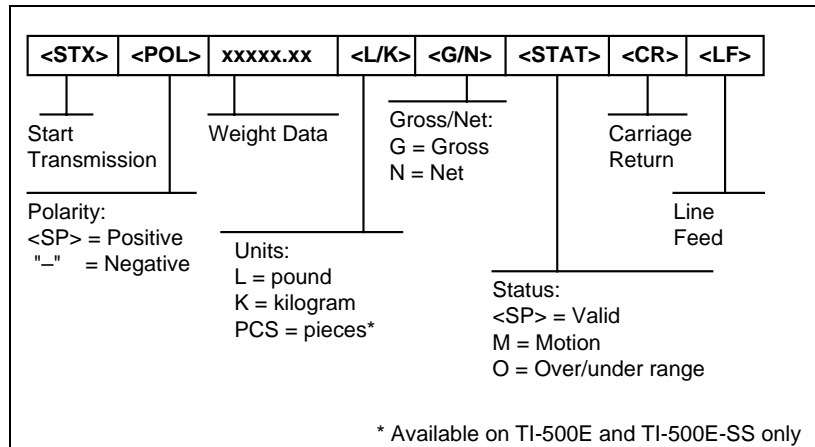 <STX> <POL> xxxxx.xx <L/K> <G/N> <STAT> <CR> <LF>
Start
Transmission
Weight Data
Gross/Net:
G = Gross
N = Net
Carriage
Return
Polarity:
<SP> = Positive
"–" = Negative
Units:
L = pound
K = kilogram
PCS = pieces*
Line
Feed
Status:
<SP> = Valid
M = Motion
O = Over/under range
* Available on TI-500E and TI-500E-SS only